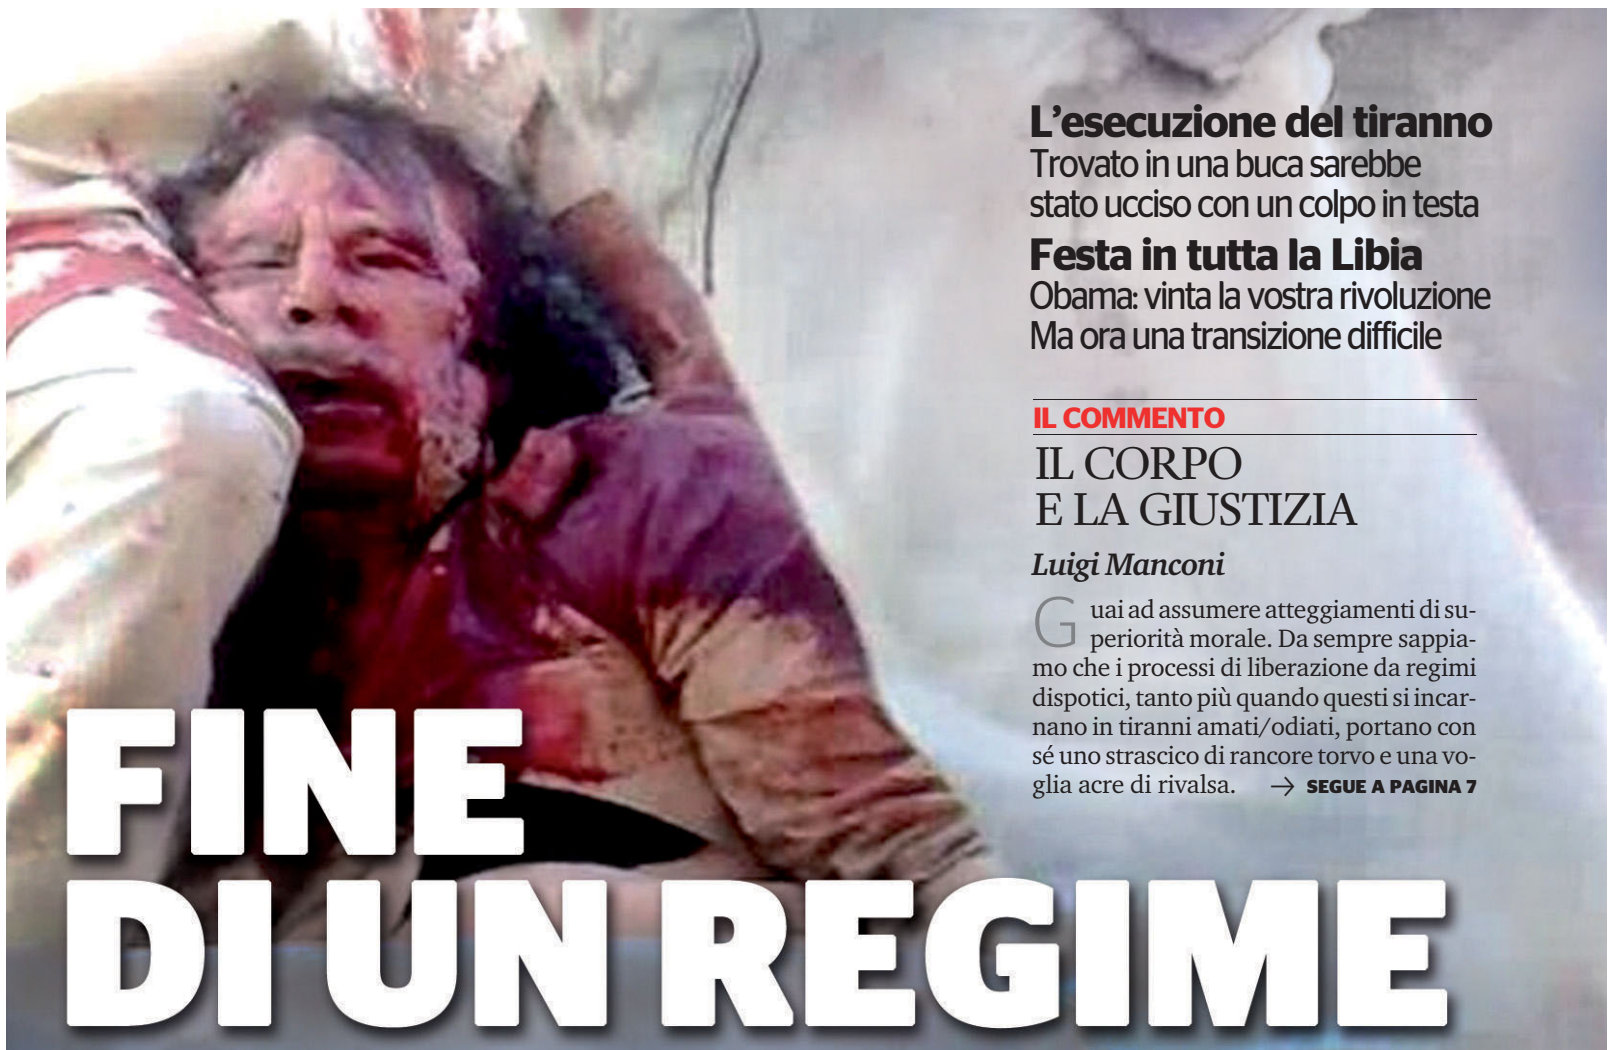 L'esecuzione del tiranno
Trovato in una buca sarebbe
stato ucciso con un colpo in testa
Festa in tutta la Libia
Obama: vinta la vostra rivoluzione
Ma ora una transizione difficile
IL COMMENTO
IL CORPO
E LA GIUSTIZIA
Luigi Manconi
Guai ad assumere atteggiamenti di su-
periorità morale. Da sempre sappia-
mo che i processi di liberazione da regimi
dispotici, tanto più quando questi si incar-
nano in tiranni amati/odiati, portano con
sé uno strascico di rancore torvo e una vo-
glia acre di rivalsa. → SEGUE A PAGINA 7
FINE
DI UN REGIME